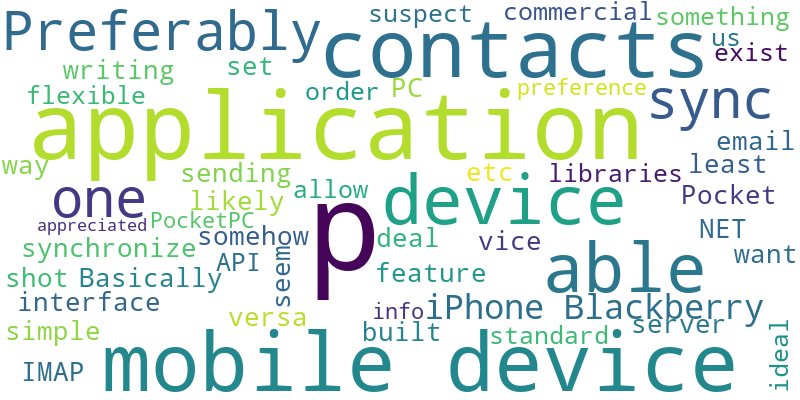 suspect commercial something
Preferably contacts us exist
writing set
flexible order PC preference sync
application email
way sending etc libraries least
one likely allow p device Pocket
appreciated PocketPC
synchronize somehow deal vice NET
shot Basically API seem feature able want
interface info iPhone Blackberry
simple versa built standard server
IMAP mobile device ideal